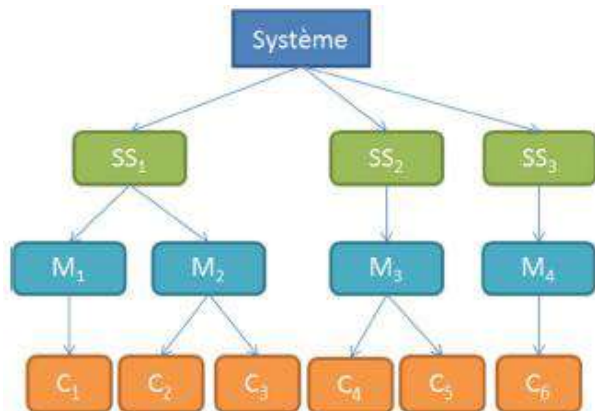 Système
SS₁ SS₂ SS₃
M₁ M₂ M₃ M₄
C₁ C₂ C₃ C₄ C₅ C₆